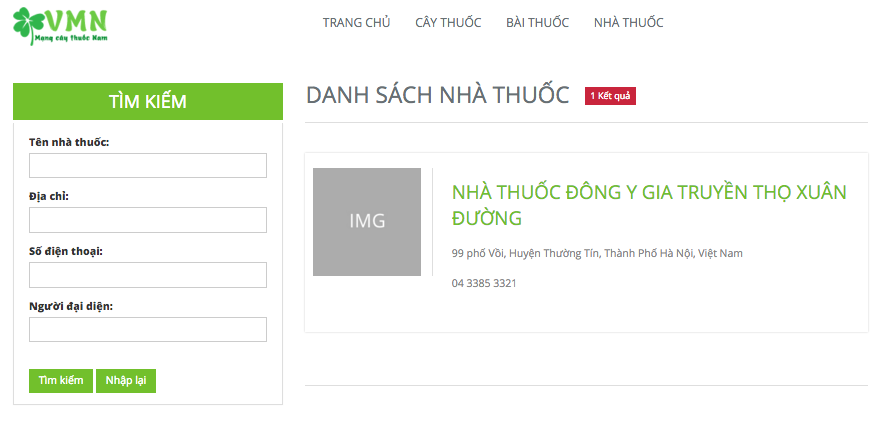 VMN
Mạng cây thuốc Nam
TRANG CHỦ CÂY THUỐC BÀI THUỐC NHÀ THUỐC
TÌM KIẾM
Tên nhà thuốc:
Địa chỉ:
Số điện thoại:
Người đại diện:
Tìm kiếm Nhập lại
DANH SÁCH NHÀ THUỐC 1 Kết quả
IMG
NHÀ THUỐC ĐÔNG Y GIA TRUYỀN THỌ XUÂN
ĐƯỜNG
99 phố Vồi, Huyện Thường Tín, Thành Phố Hà Nội, Việt Nam
04 3385 3321